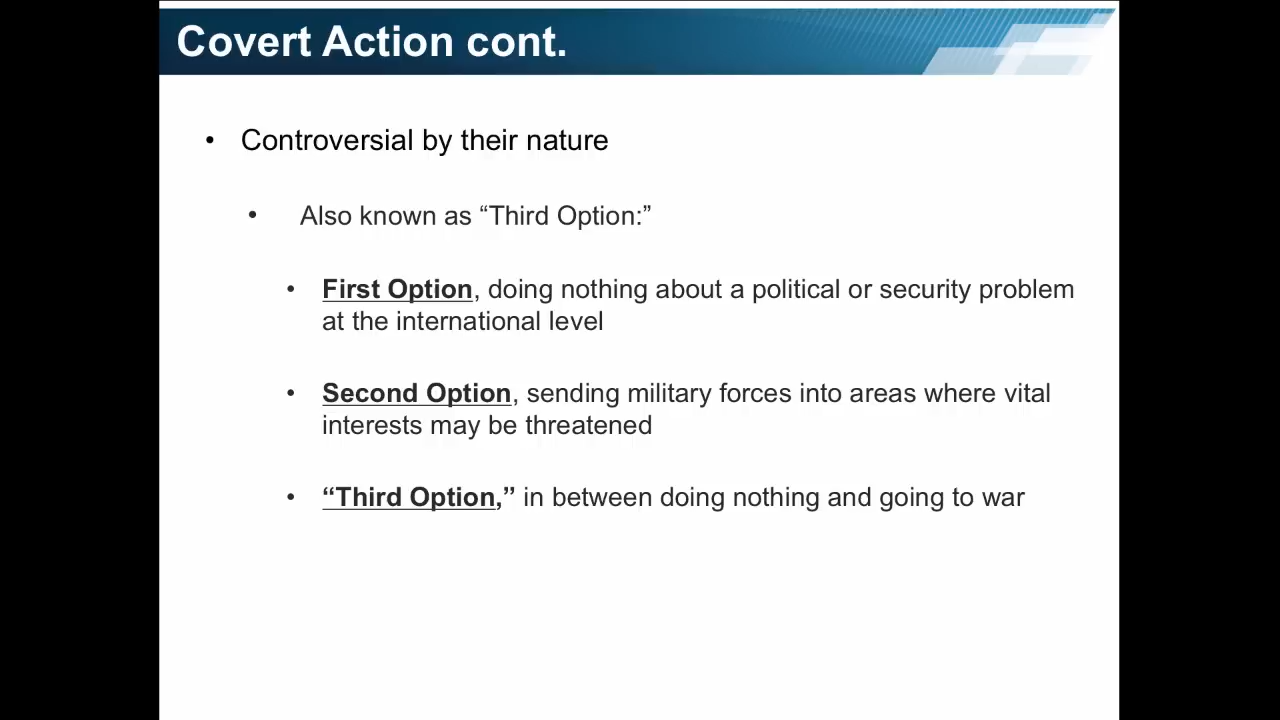 Covert Action cont.
• Controversial by their nature
• Also known as “Third Option:”
• First Option, doing nothing about a political or security problem
at the international level
• Second Option, sending military forces into areas where vital
interests may be threatened
• “Third Option,” in between doing nothing and going to war